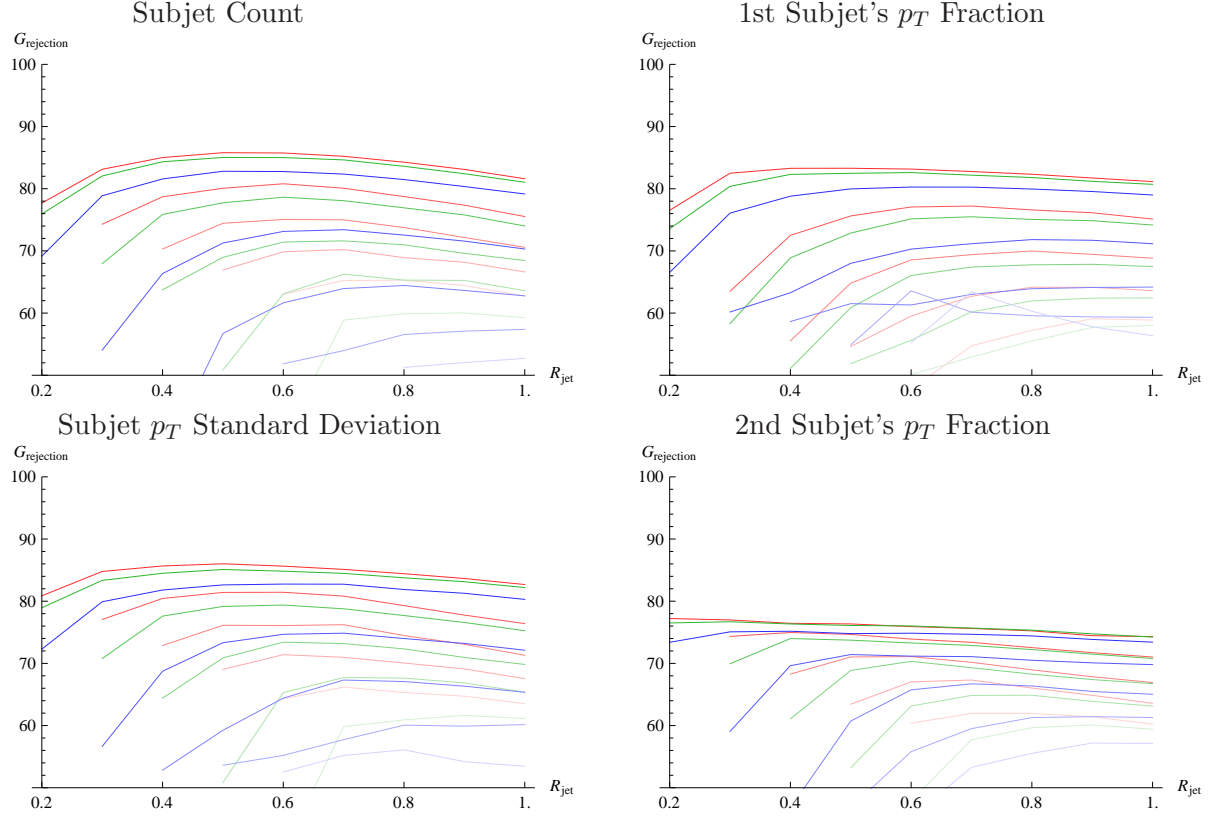 Subjet Count
G_rejection
100
90
80
70
60
0.2 0.4 0.6 0.8 1. R_jet
1st Subjet's p_T Fraction
G_rejection
100
90
80
70
60
0.2 0.4 0.6 0.8 1. R_jet
Subjet p_T Standard Deviation
G_rejection
100
90
80
70
60
0.2 0.4 0.6 0.8 1. R_jet
2nd Subjet's p_T Fraction
G_rejection
100
90
80
70
60
0.2 0.4 0.6 0.8 1. R_jet